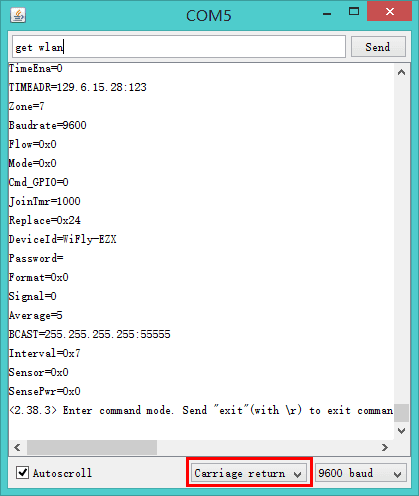 COM5
get wlan
Send
TimeEna=0
TIMEADR=129.6.15.28:123
Zone=7
Baudrate=9600
Flow=0x0
Mode=0x0
Cmd_GPIO=0
JoinTmr=1000
Replace=0x24
DeviceId=WiFly-EZX
Password=
Format=0x0
Signal=0
Average=5
BCAST=255.255.255.255:55555
Interval=0x7
Sensor=0x0
SensePwr=0x0
<2.38.3> Enter command mode. Send "exit"(with \r) to exit comman
Autoscroll
Carriage return
9600 baud